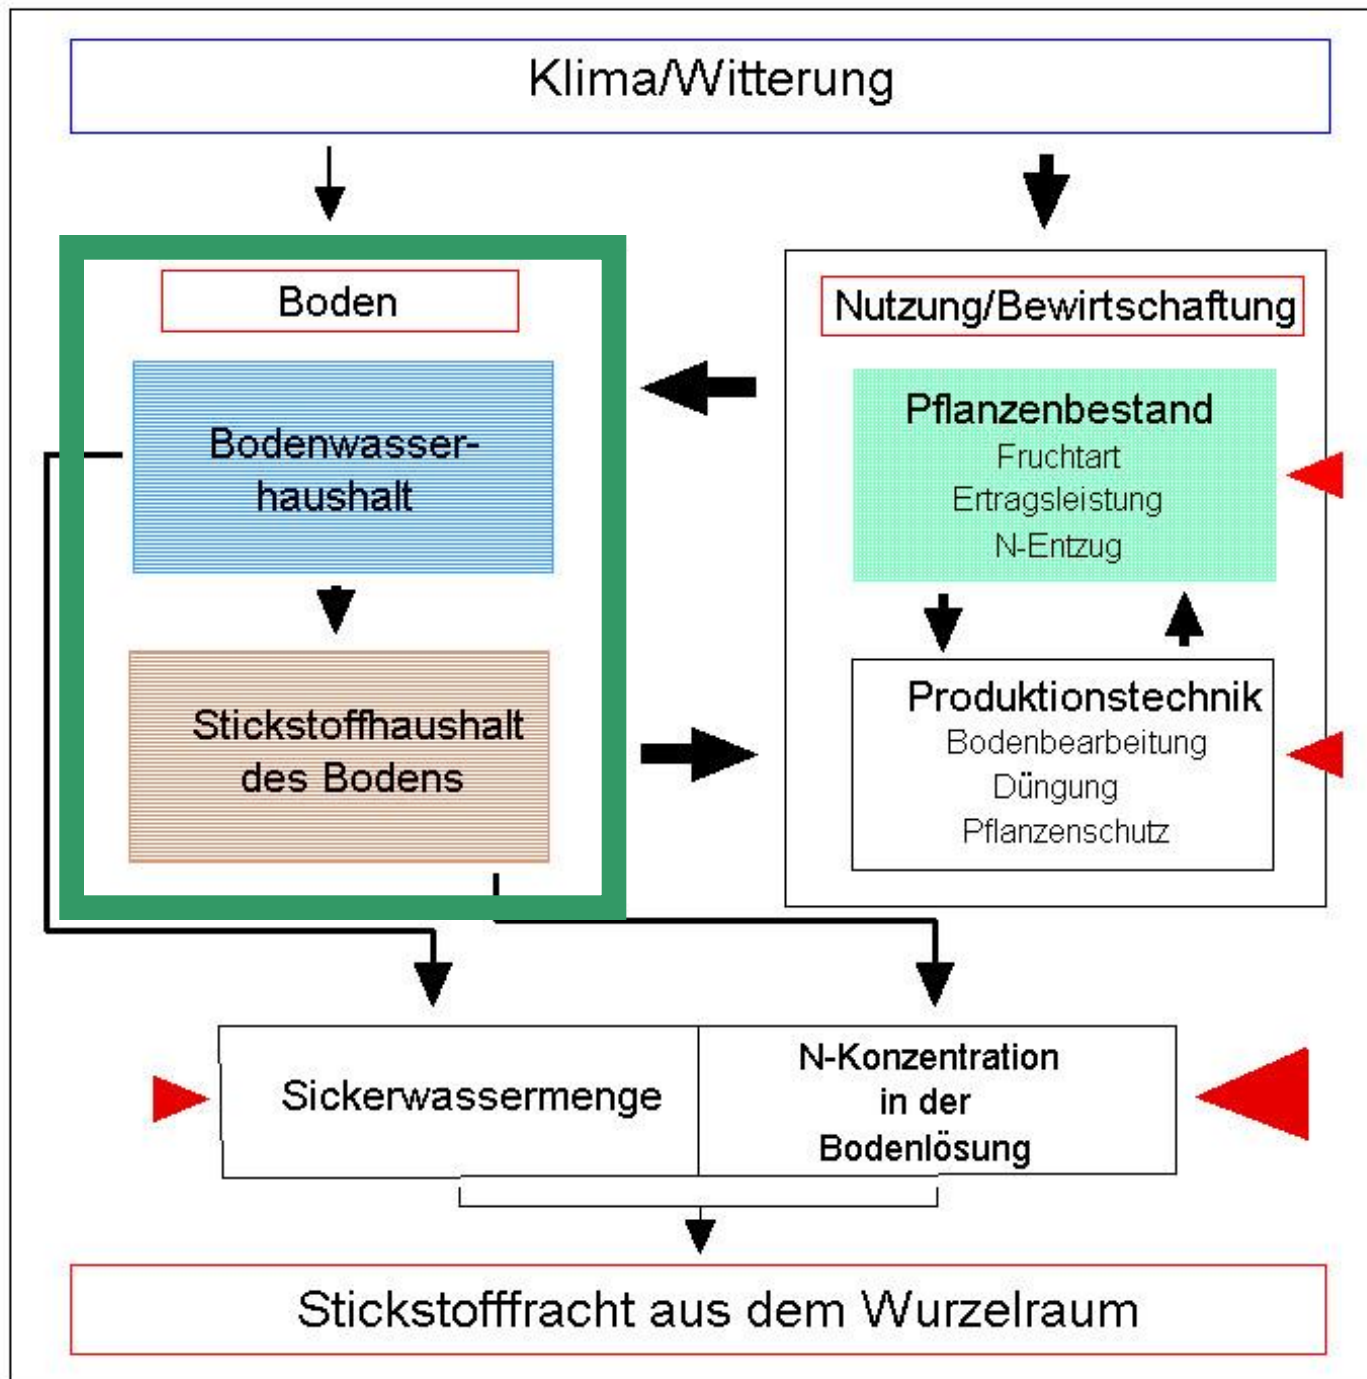 Klima/Witterung
Boden
Bodenwasser-
haushalt
Stickstoffhaushalt
des Bodens
Nutzung/Bewirtschaftung
Pflanzenbestand
Fruchtart
Ertragsleistung
N-Entzug
Produktionstechnik
Bodenbearbeitung
Düngung
Pflanzenschutz
Sickerwassermenge
N-Konzentration
in der
Bodenlösung
Stickstofffracht aus dem Wurzelraum